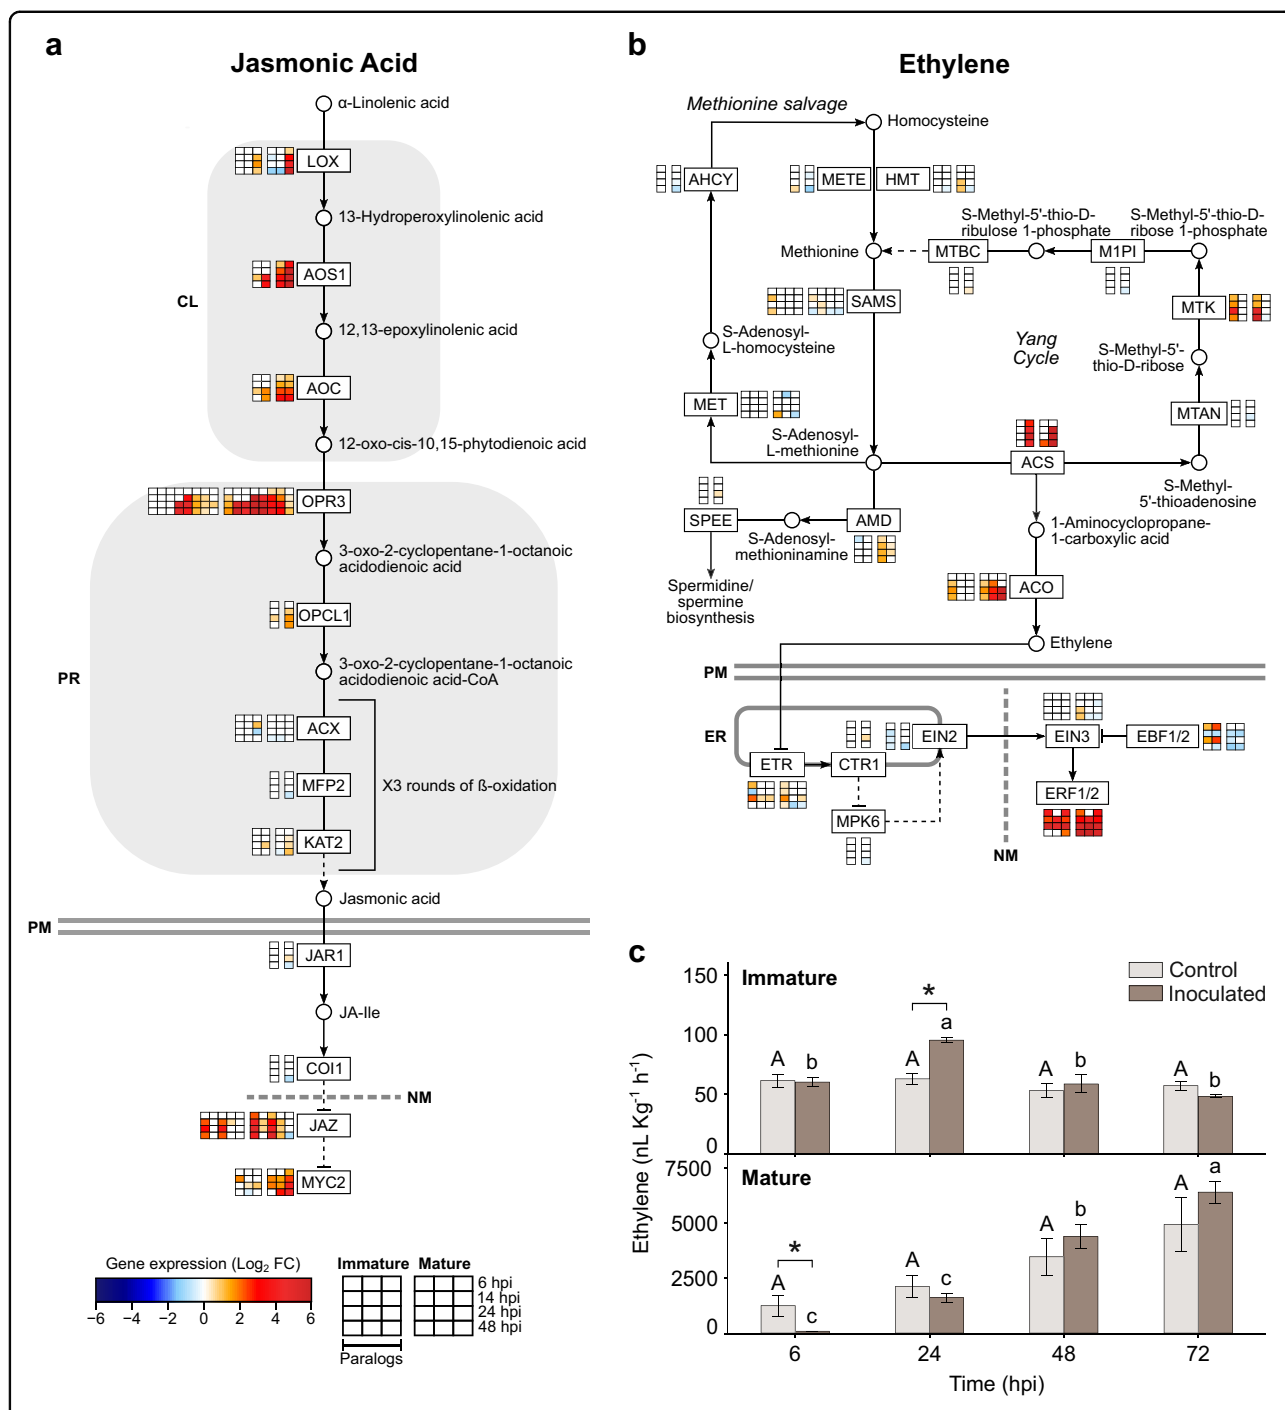 a
Jasmonic Acid
α-Linolenic acid
LOX
13-Hydroperoxylinolenic acid
AOS1
CL
12,13-epoxylinolenic acid
AOC
12-oxo-cis-10,15-phytodienoic acid
OPR3
3-oxo-2-cyclopentane-1-octanoic
acidodienoic acid
OPCL1
3-oxo-2-cyclopentane-1-octanoic
acidodienoic acid-CoA
PR
ACX
MFP2
X3 rounds of ß-oxidation
KAT2
Jasmonic acid
PM
JAR1
JA-Ile
COI1
NM
JAZ
MYC2
Gene expression (Log₂ FC)
−6 −4 −2 0 2 4 6
Immature Mature
6 hpi
14 hpi
24 hpi
48 hpi
Paralogs
b
Ethylene
Methionine salvage
Homocysteine
AHCY
METE
HMT
S-Methyl-5'-thio-D-
ribulose 1-phosphate
S-Methyl-5'-thio-D-
ribose 1-phosphate
Methionine
MTBC
M1PI
SAMS
MTK
S-Adenosyl-
L-homocysteine
Yang
Cycle
S-Methyl-5'-
thio-D-ribose
MET
MTAN
S-Adenosyl-
L-methionine
ACS
S-Methyl-
5'-thioadenosine
SPEE
S-Adenosyl-
methioninamine
AMD
1-Aminocyclopropane-
1-carboxylic acid
Spermidine/
spermine
biosynthesis
ACO
Ethylene
PM
ER
EIN2
EIN3
EBF1/2
ETR
CTR1
ERF1/2
MPK6
NM
c
Immature
Control
Inoculated
Ethylene (nL Kg⁻¹ h⁻¹)
150
100
50
0
A b A * a A b A b
Mature
7500
5000
2500
0
A * c A c A b A a
6 24 48 72
Time (hpi)